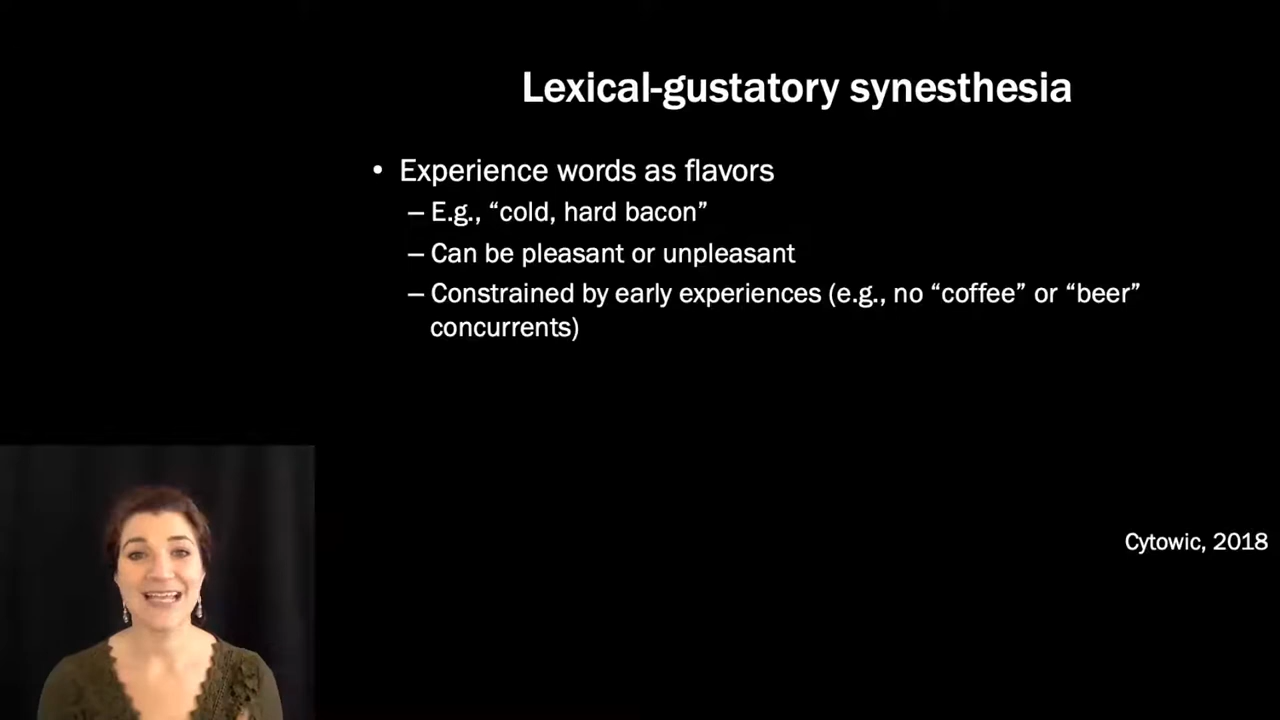 Lexical-gustatory synesthesia
• Experience words as flavors
– E.g., “cold, hard bacon”
– Can be pleasant or unpleasant
– Constrained by early experiences (e.g., no “coffee” or “beer”
concurrents)
Cytowic, 2018